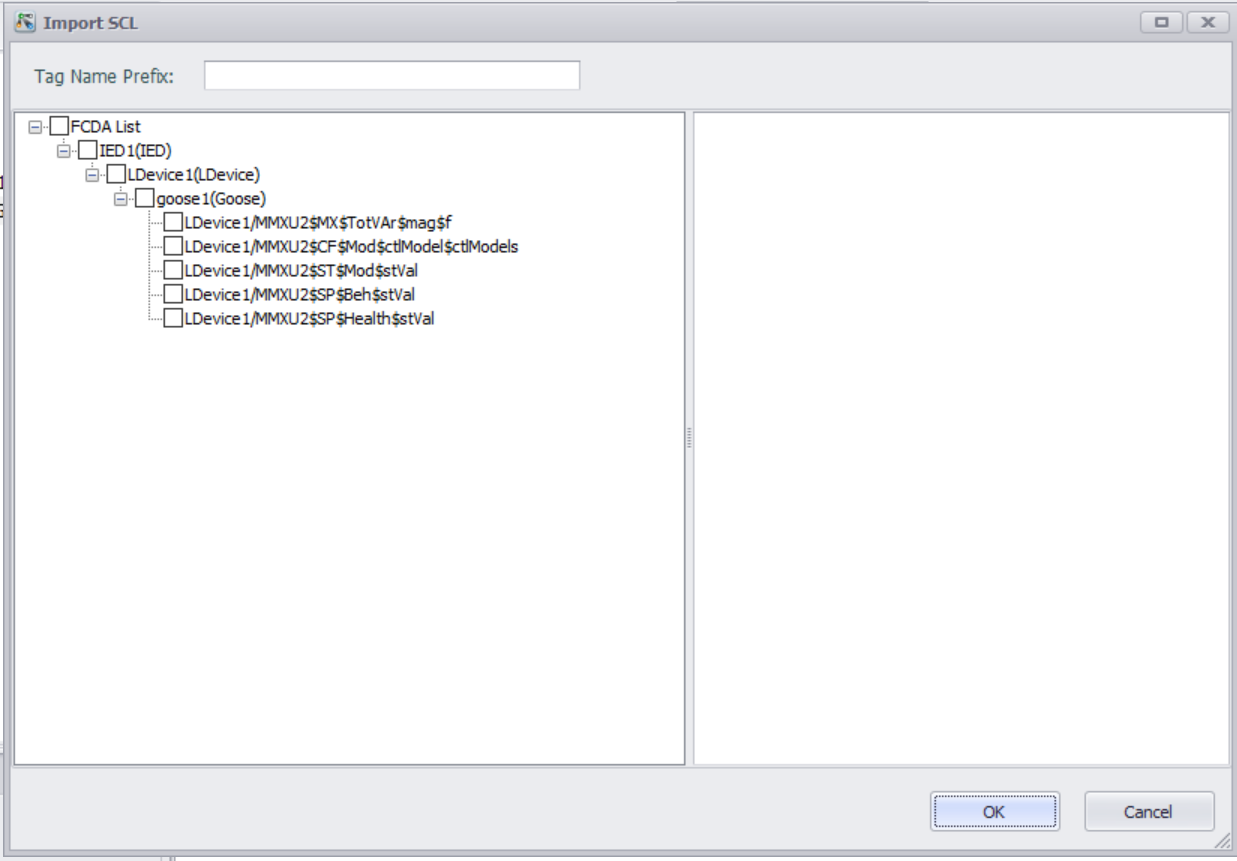 Import SCL
Tag Name Prefix:
FCDA List
IED1(IED)
LDevice1(LDevice)
goose1(Goose)
LDevice1/MMXU2$MX$TotVAr$mag$f
LDevice1/MMXU2$CF$Mod$ctlModel$ctlModels
LDevice1/MMXU2$ST$Mod$stVal
LDevice1/MMXU2$SP$Beh$stVal
LDevice1/MMXU2$SP$Health$stVal
OK
Cancel